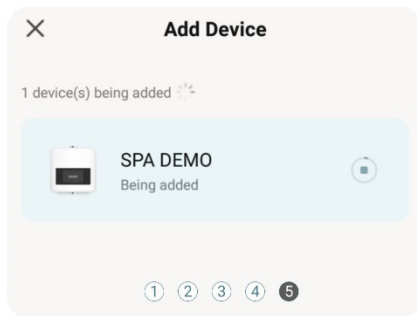 Add Device
1 device(s) being added
SPA DEMO
Being added
1 2 3 4 5